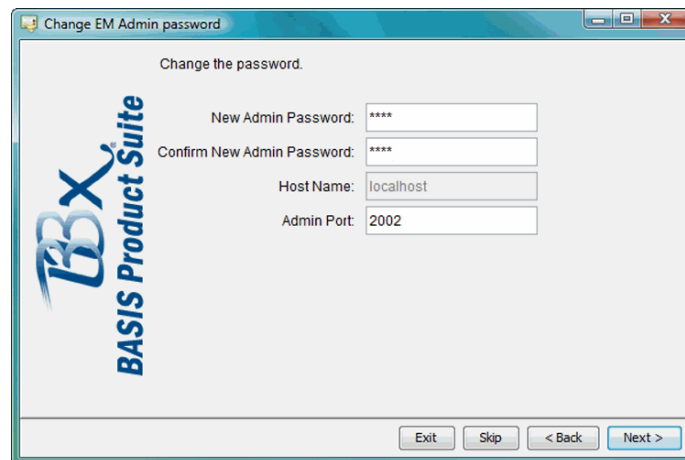 Change EM Admin password
Change the password.
New Admin Password: ****
Confirm New Admin Password: ****
Host Name: localhost
Admin Port: 2002
BBx
BASIS Product Suite
Exit Skip < Back Next >